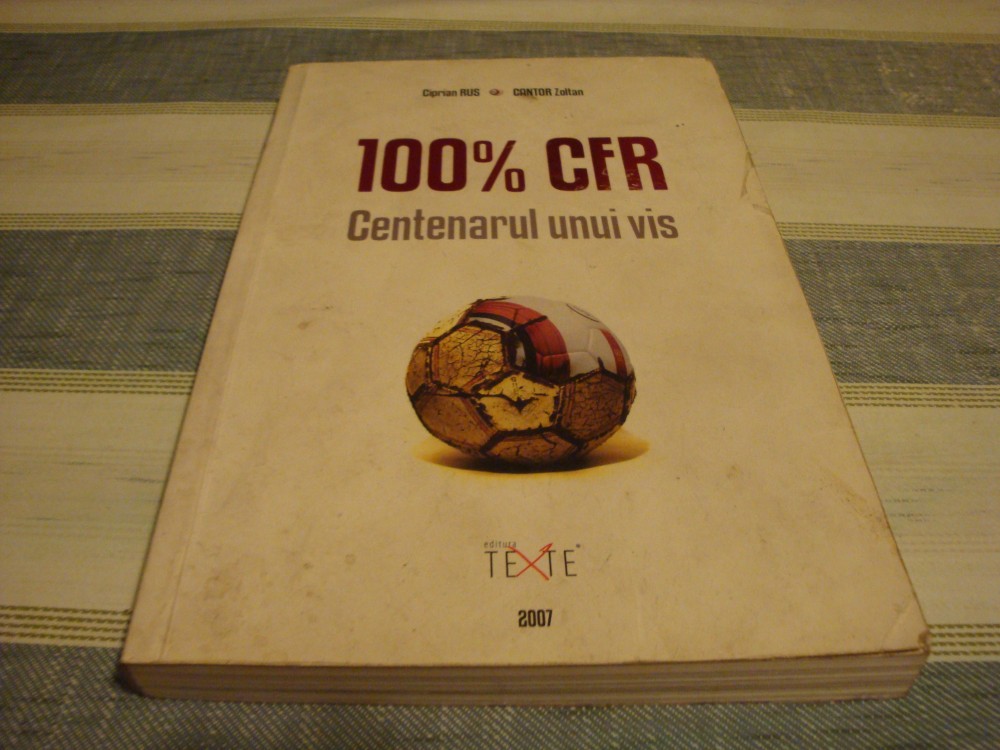 Ciprian RUS CANTOR Zoltan
100% CFR
Centenarul unui vis
editura
TEXTE
2007